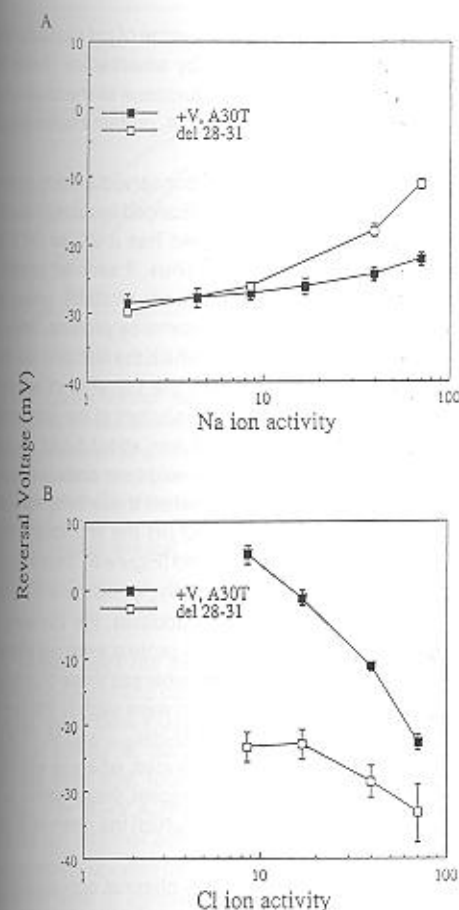 A
10
0
-10
-20
-30
-40
+V, A30T
del 28-31
1
10
100
Na ion activity
Reversal Voltage (mV)
B
10
0
-10
-20
-30
-40
+V, A30T
del 28-31
1
10
100
Cl ion activity